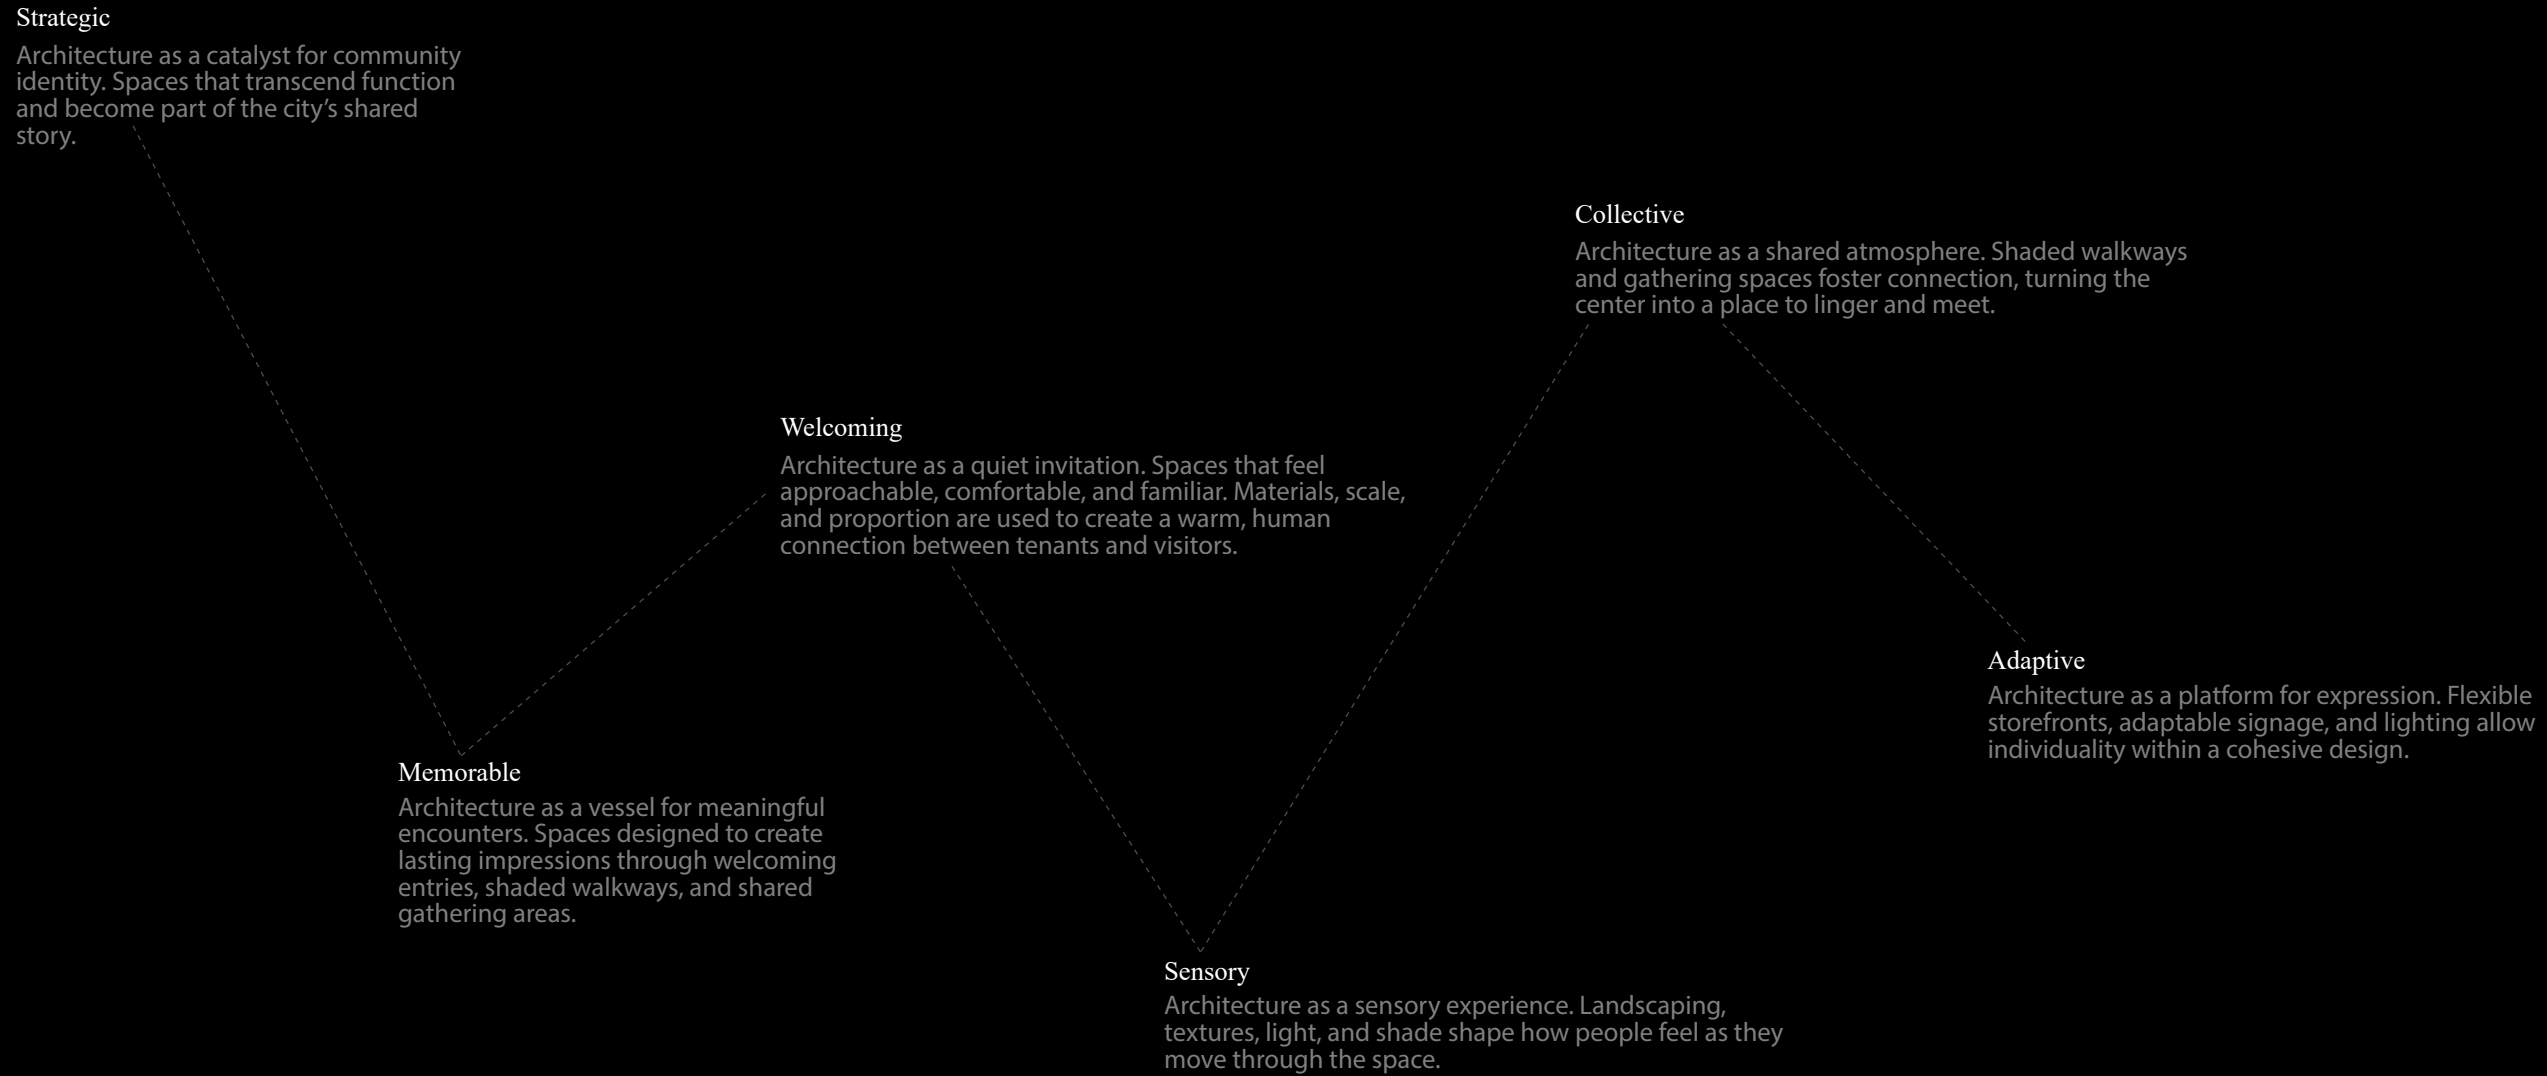 Strategic
Architecture as a catalyst for community
identity. Spaces that transcend function
and become part of the city’s shared
story.
Memorable
Architecture as a vessel for meaningful
encounters. Spaces designed to create
lasting impressions through welcoming
entries, shaded walkways, and shared
gathering areas.
Welcoming
Architecture as a quiet invitation. Spaces that feel
approachable, comfortable, and familiar. Materials, scale,
and proportion are used to create a warm, human
connection between tenants and visitors.
Sensory
Architecture as a sensory experience. Landscaping,
textures, light, and shade shape how people feel as they
move through the space.
Collective
Architecture as a shared atmosphere. Shaded walkways
and gathering spaces foster connection, turning the
center into a place to linger and meet.
Adaptive
Architecture as a platform for expression. Flexible
storefronts, adaptable signage, and lighting allow
individuality within a cohesive design.